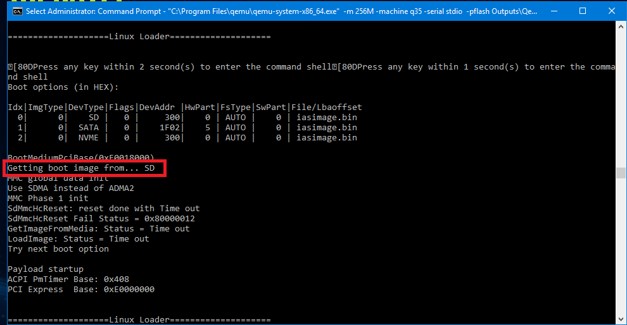 Select Administrator: Command Prompt - "C:\Program Files\qemu\qemu-system-x86_64.exe" -m 256M -machine q35 -serial stdio -pflash Outputs\Qe...
====================Linux Loader====================
[80DPress any key within 2 second(s) to enter the command shell[80DPress any key within 1 second(s) to enter the comma
nd shell
Boot options (in HEX):
Idx|ImgType|DevType|Flags|DevAddr |HwPart|FsType|SwPart|File/Lbaoffset
0| 0| SD | 0 | 300| 0 | AUTO | 0 | iasimage.bin
1| 0| SATA | 0 | 1F02| 5 | AUTO | 0 | iasimage.bin
2| 0| NVME | 0 | 300| 0 | AUTO | 0 | iasimage.bin
BootMediumPciBase(0xE0018000)
Getting boot image from... SD
MMC global data init
Use SDMA instead of ADMA2
MMC Phase 1 init
SdMmcHcReset: reset done with Time out
SdMmcHcReset Fail Status = 0x80000012
GetImageFromMedia: Status = Time out
LoadImage: Status = Time out
Try next boot option
Payload startup
ACPI PmTimer Base: 0x408
PCI Express Base: 0xE0000000
====================Linux Loader====================